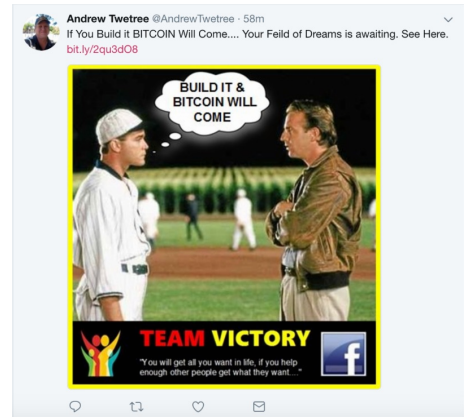 Andrew Twetree @AndrewTwetree · 58m
If You Build it BITCOIN Will Come.... Your Feild of Dreams is awaiting. See Here.
bit.ly/2qu3dO8
BUILD IT &
BITCOIN WILL
COME
TEAM VICTORY
"You will get all you want in life, if you help
enough other people get what they want...."
f